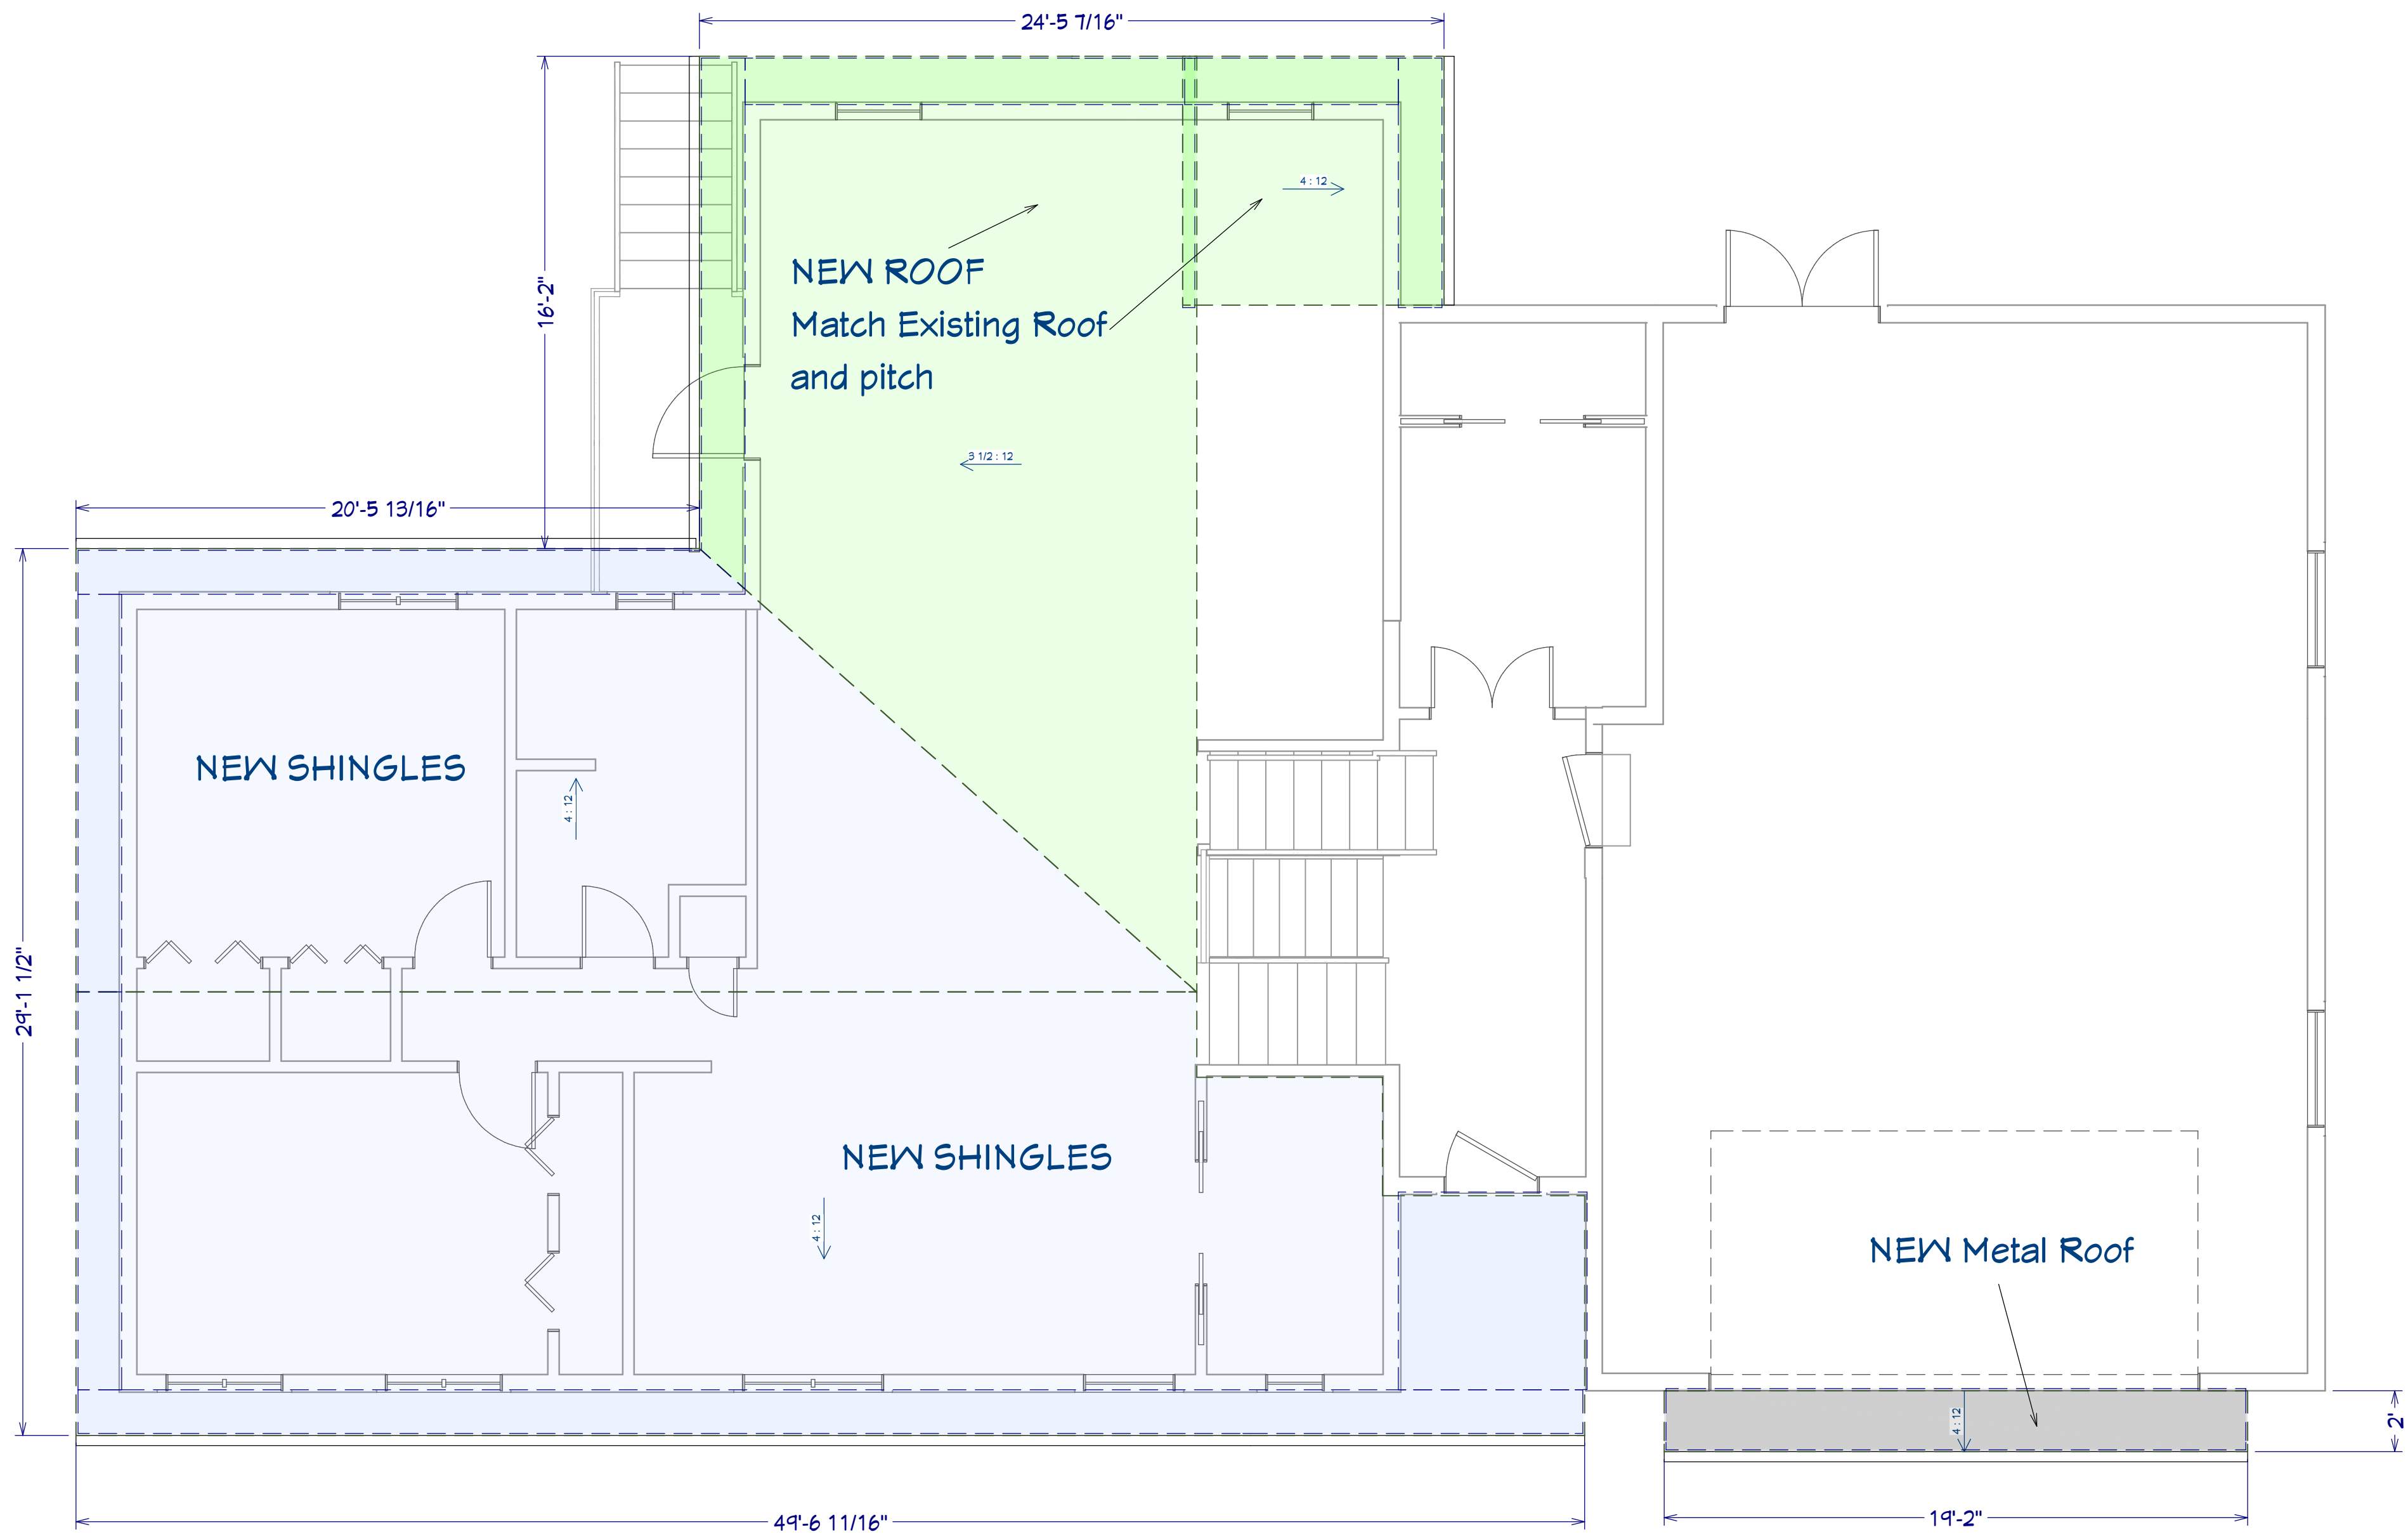 24'-5 7/16"
4 : 12
NEW ROOF
Match Existing Roof
and pitch
16'-2"
3 1/2 : 12
20'-5 13/16"
NEW SHINGLES
4 : 12
29'-1 1/2"
NEW SHINGLES
4 : 12
NEW Metal Roof
4 : 12
2'
49'-6 11/16"
19'-2"